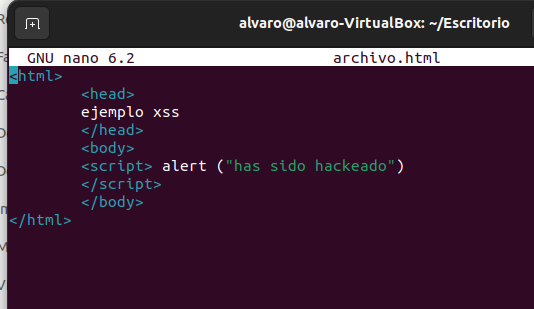 alvaro@alvaro-VirtualBox: ~/Escritorio
GNU nano 6.2 archivo.html
<html>
<head>
ejemplo xss
</head>
<body>
<script> alert ("has sido hackeado")
</script>
</body>
</html>